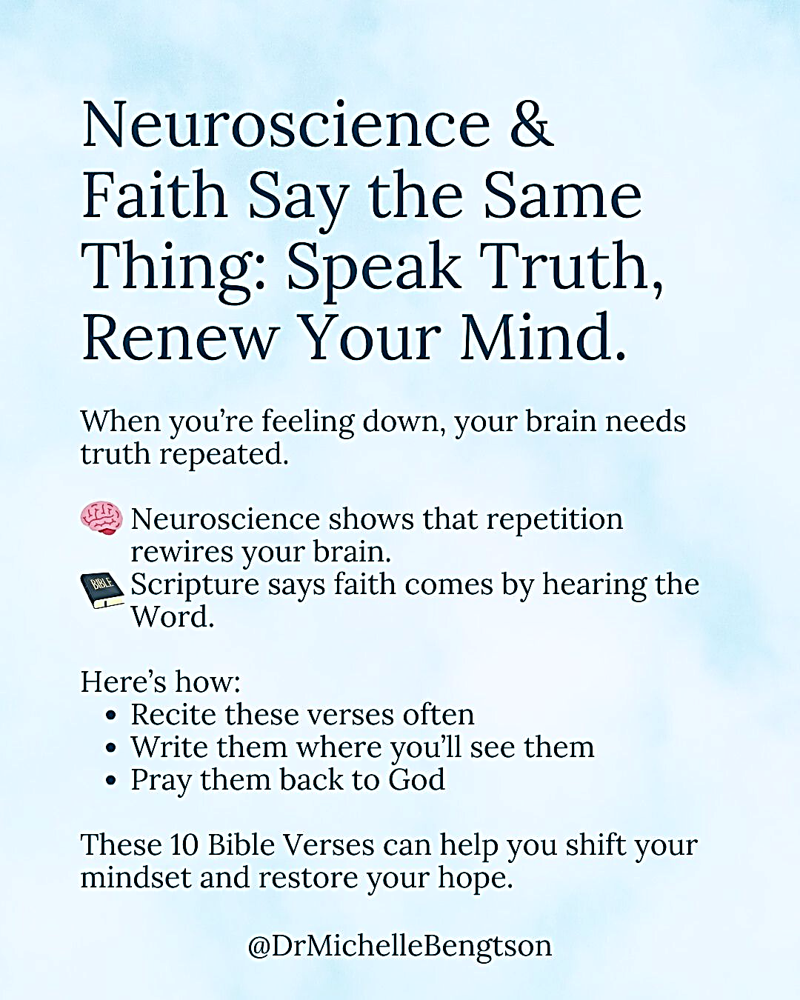 Neuroscience &
Faith Say the Same
Thing: Speak Truth,
Renew Your Mind.
When you’re feeling down, your brain needs
truth repeated.
Neuroscience shows that repetition
rewires your brain.
BIBLE
Scripture says faith comes by hearing the
Word.
Here’s how:
• Recite these verses often
• Write them where you’ll see them
• Pray them back to God
These 10 Bible Verses can help you shift your
mindset and restore your hope.
@DrMichelleBengtson